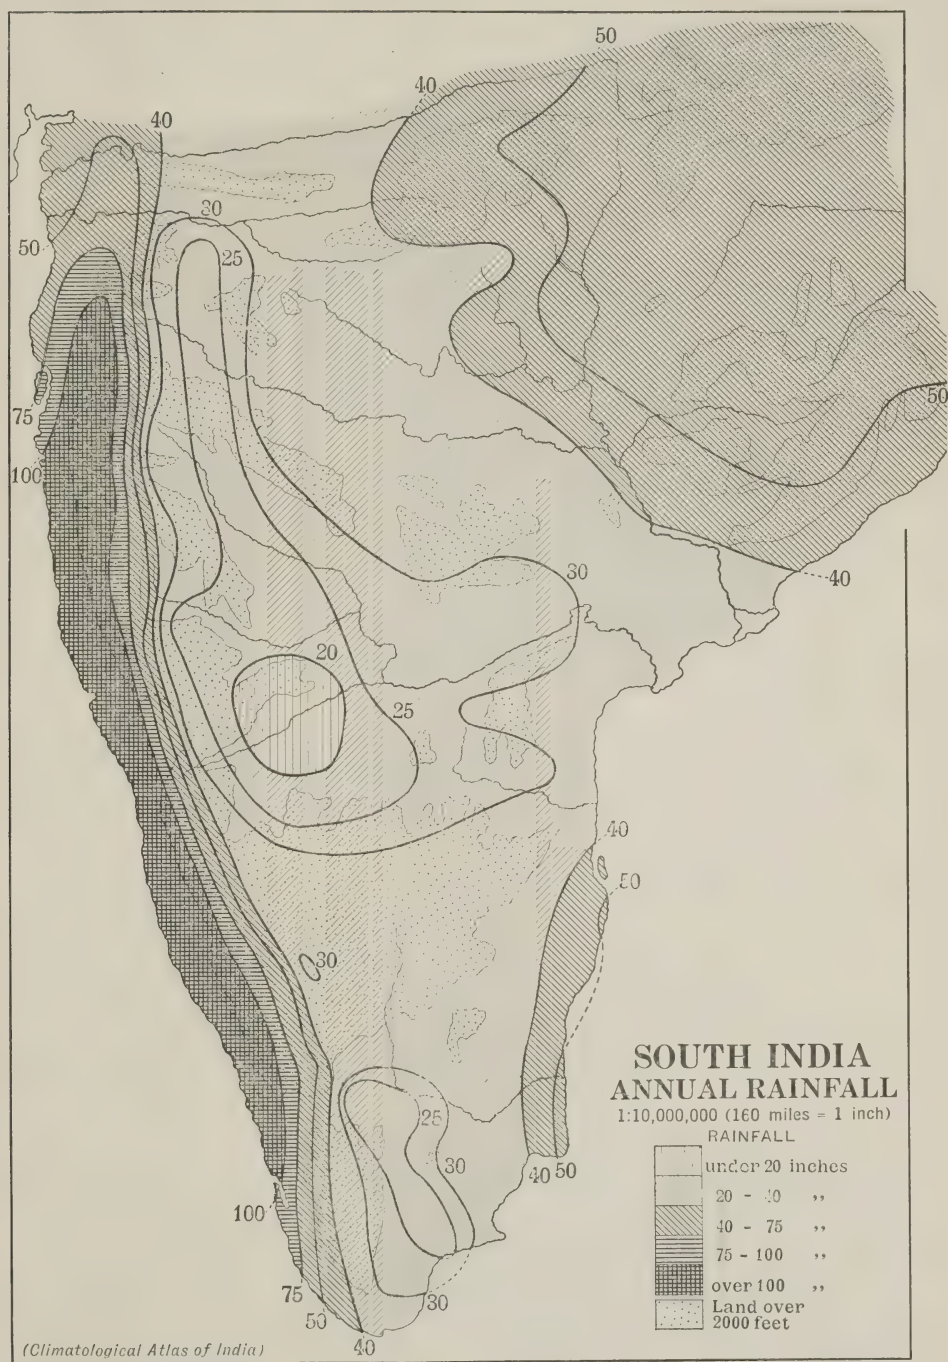 50
40
40
30
50
25
75
50
100
30
40
20
25
40
50
30
SOUTH INDIA
ANNUAL RAINFALL
1:10,000,000 (160 miles = 1 inch)
RAINFALL
under 20 inches
20 - 40 ,,
40 - 75 ,,
75 - 100 ,,
over 100 ,,
Land over
2000 feet
25
30
40 50
100
75
30
50
40
(Climatological Atlas of India)